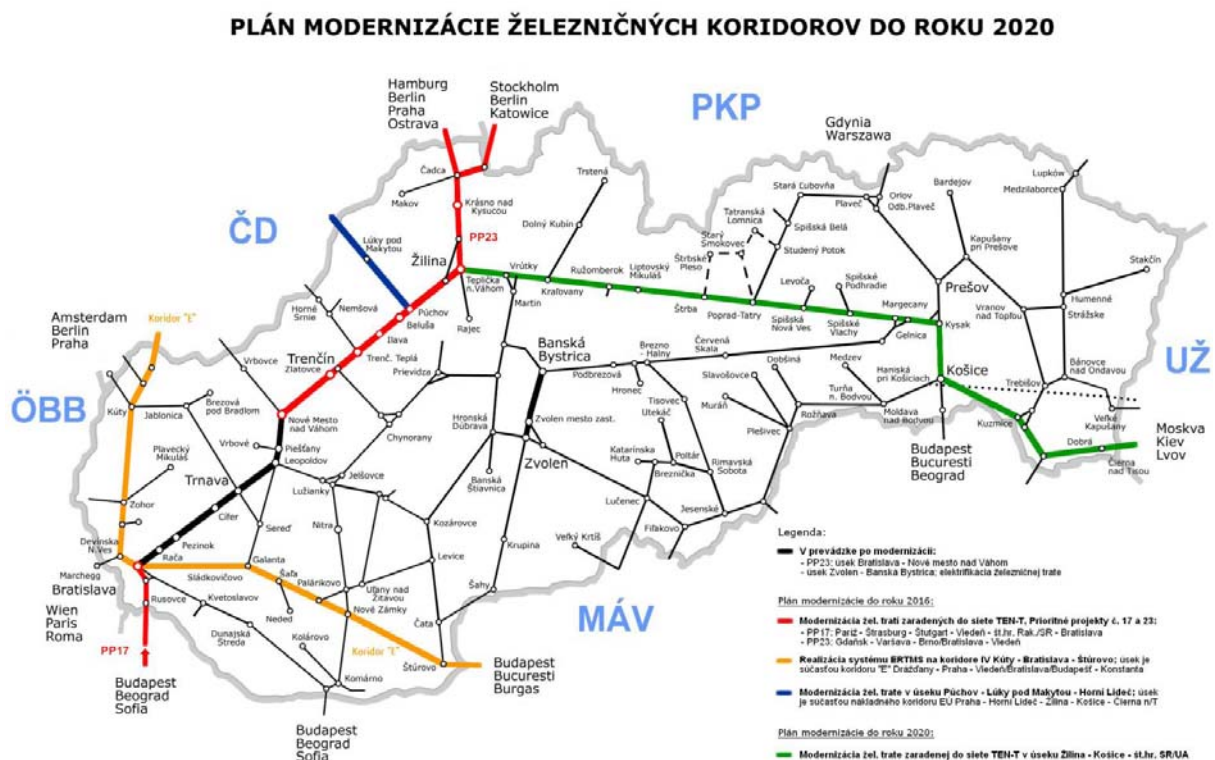 PLÁN MODERNIZÁCIE ŽELEZNIČNÝCH KORIDOROV DO ROKU 2020
Hamburg
Berlin
Praha
Ostrava
Stockholm
Berlin
Katowice
PKP
Gdynia
Warszawa
ČD
Čadca
Makov
Krásno nad
Kysucou
PP23
Trstená
Dolný Kubín
Stará Ľubovňa
Plaveč
Orlov
Odb.Plaveč
Bardejov
Lupków
Medzilaborce
Tatranská
Lomnica
Starý
Smokovec
Spišská Belá
Studený Potok
Štrbské
Pleso
Kapušany
pri Prešove
Stakčín
Lúky pod
Makytou
Žilina
Teplička
n.Váhom
Vrútky
Kraľovany
Ružomberok
Liptovský
Mikuláš
Štrba
Poprad-Tatry
Levoča
Spišské
Podhradie
Spišská
Nová Ves
Spišské
Vlachy
Margecany
Gelnica
Prešov
Kysak
Vranov
nad Topľou
Humenné
Strážske
Martin
Rajec
Púchov
Beluša
Ilava
Horné
Srnie
Nemšová
Trenč. Teplá
Trenčín
Zlatovce
Prievidza
Amsterdam
Berlin
Praha
Koridor "E"
Vrbovce
ÖBB
Kúty
Jablonica
Brezová
pod Bradlom
Nové Mesto
nad Váhom
Banská
Bystrica
Podbrezová
Brezno
- Halny
Hronec
Červená
Skala
Dobšiná
Slavošovce
Muráň
Medzev
Turňa
n. Bodvou
Haniská
pri Košiciach
Košice
Trebišov
Bánovce
nad Ondavou
UŽ
Tisovec
Utekáč
Rožňava
Moldava
nad Bodvou
Kuzmice
Veľké
Kapušany
Dobrá
Čierna
nad Tisou
Moskva
Kiev
Lvov
Vrbové
Piešťany
Leopoldov
Chynorany
Hronská
Dúbrava
Zvolen mesto zast.
Zvolen
Plešivec
Katarínska
Huta
Poltár
Breznička
Rimavská
Sobota
Budapest
Bucuresti
Beograd
Plavecký
Mikuláš
Trnava
Jelšovce
Lužianky
Banská
Štiavnica
Lučenec
Jesenské
Fiľakovo
Zohor
Cífer
Sereď
Nitra
Kozárovce
Krupina
Veľký Krtíš
Devínska
N.Ves
Pezinok
Rača
Marchegg
Bratislava
Galanta
Sládkovičovo
Šaľa
Palárikovo
Levice
Šahy
MÁV
Wien
Paris
Roma
Rusovce
Kvetoslavov
Neded
Uľany nad
Žitavou
Nové Zámky
Čata
Dunajská
Streda
Kolárovo
Koridor "E"
Štúrovo
PP17
Budapest
Beograd
Sofia
Komárno
Budapest
Beograd
Sofia
Budapest
Bucuresti
Burgas
Legenda:
V prevádzke po modernizácii:
- PP23: úsek Bratislava - Nové mesto nad Váhom
- úsek Zvolen - Banská Bystrica; elektrifikácia železničnej trate
Plán modernizácie do roku 2016:
Modernizácia žel. tratí zaradených do siete TEN-T, Prioritné projekty č. 17 a 23:
- PP17: Paríž - Štrasburg - Štutgart - Viedeň - št.hr. Rak./SR - Bratislava
- PP23: Gdaňsk - Varšava - Brno/Bratislava - Viedeň
Realizácia systému ERTMS na koridore IV Kúty - Bratislava - Štúrovo; úsek je
súčasťou koridoru "E" Drážďany - Praha - Viedeň/Bratislava/Budapešť - Konstanta
Modernizácia žel. trate v úseku Púchov - Lúky pod Makytou - Horní Lideč; úsek
je súčasťou nákladného koridoru EU Praha - Horní Lideč - Žilina - Košice - Čierna n/T
Plán modernizácie do roku 2020:
Modernizácia žel. trate zaradenej do siete TEN-T v úseku Žilina - Košice - št.hr. SR/UA